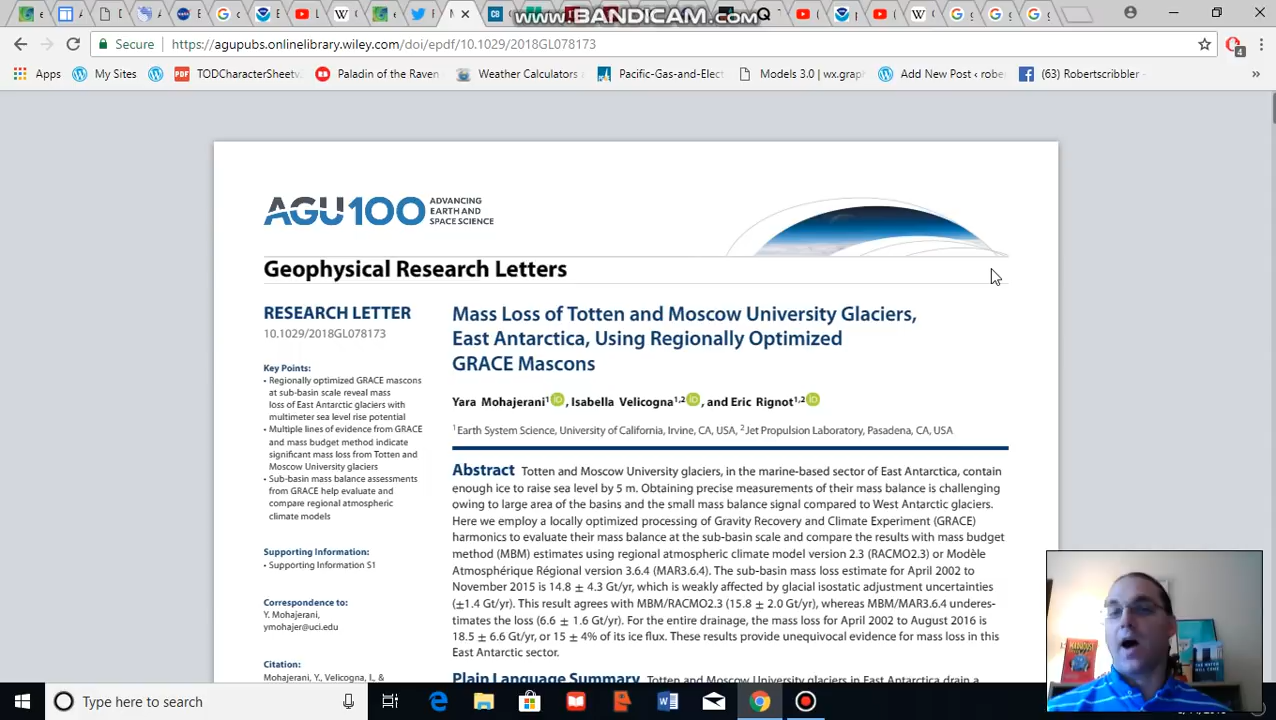 www.BANDICAM.com
Secure https://agupubs.onlinelibrary.wiley.com/doi/epdf/10.1029/2018GL078173
Apps My Sites TODCharacterSheetv. Paladin of the Raven Weather Calculators Pacific-Gas-and-Elect Models 3.0 | wx.grap Add New Post ‹ robe (63) Robertscribbler
AGU100 ADVANCING
EARTH AND
SPACE SCIENCE
Geophysical Research Letters
RESEARCH LETTER
10.1029/2018GL078173
Key Points:
• Regionally optimized GRACE mascons
at sub-basin scale reveal mass
loss of East Antarctic glaciers with
multimeter sea level rise potential
• Multiple lines of evidence from GRACE
and mass budget method indicate
significant mass loss from Totten and
Moscow University glaciers
• Sub-basin mass balance assessments
from GRACE help evaluate and
compare regional atmospheric
climate models
Supporting Information:
• Supporting Information S1
Correspondence to:
Y. Mohajerani,
ymohajer@uci.edu
Citation:
Mohajerani, Y., Velicogna, I., &
Mass Loss of Totten and Moscow University Glaciers,
East Antarctica, Using Regionally Optimized
GRACE Mascons
Yara Mohajerani1, Isabella Velicogna1,2, and Eric Rignot1,2
1Earth System Science, University of California, Irvine, CA, USA, 2Jet Propulsion Laboratory, Pasadena, CA, USA
Abstract Totten and Moscow University glaciers, in the marine-based sector of East Antarctica, contain
enough ice to raise sea level by 5 m. Obtaining precise measurements of their mass balance is challenging
owing to large area of the basins and the small mass balance signal compared to West Antarctic glaciers.
Here we employ a locally optimized processing of Gravity Recovery and Climate Experiment (GRACE)
harmonics to evaluate their mass balance at the sub-basin scale and compare the results with mass budget
method (MBM) estimates using regional atmospheric climate model version 2.3 (RACMO2.3) or Modèle
Atmosphérique Régional version 3.6.4 (MAR3.6.4). The sub-basin mass loss estimate for April 2002 to
November 2015 is 14.8 ± 4.3 Gt/yr, which is weakly affected by glacial isostatic adjustment uncertainties
(±1.4 Gt/yr). This result agrees with MBM/RACMO2.3 (15.8 ± 2.0 Gt/yr), whereas MBM/MAR3.6.4 underes-
timates the loss (6.6 ± 1.6 Gt/yr). For the entire drainage, the mass loss for April 2002 to August 2016 is
18.5 ± 6.6 Gt/yr, or 15 ± 4% of its ice flux. These results provide unequivocal evidence for mass loss in this
East Antarctic sector.
Plain Language Summary Totten and Moscow University glaciers in East Antarctica drain a
Type here to search